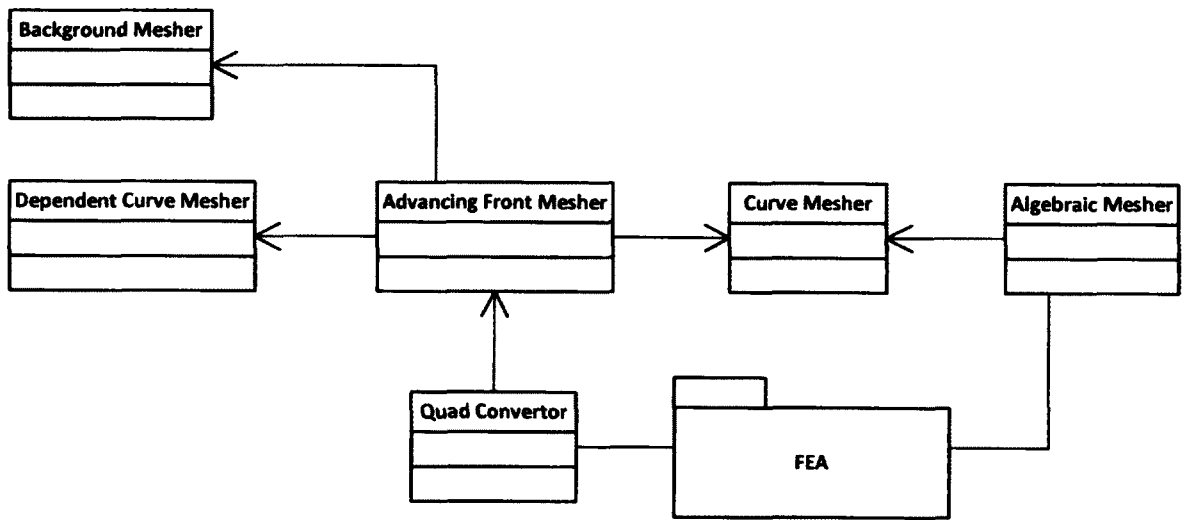 Background Mesher
Dependent Curve Mesher
Advancing Front Mesher
Curve Mesher
Algebraic Mesher
Quad Convertor
FEA